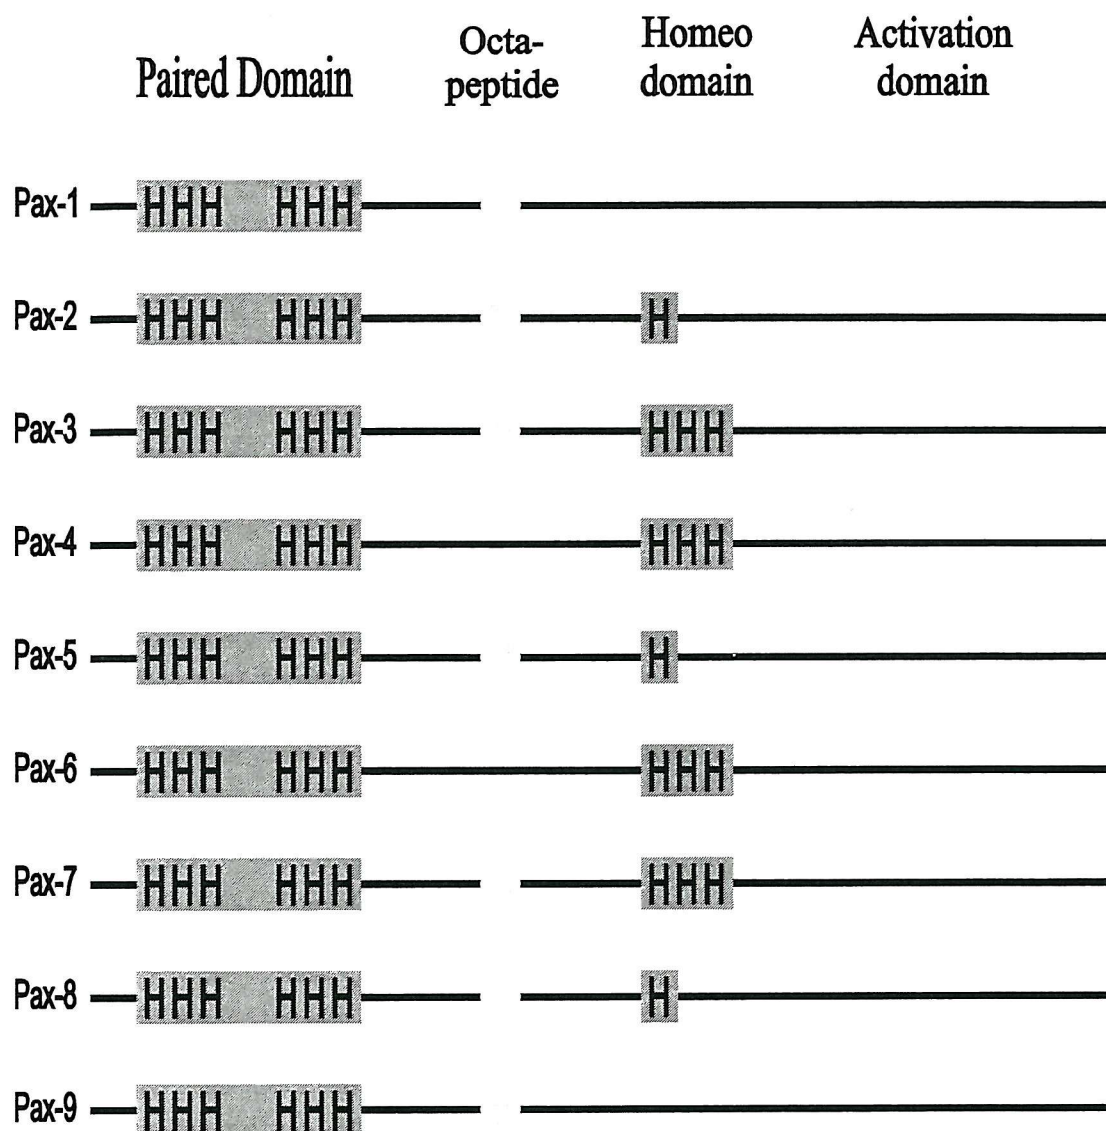 Paired Domain
Octa-
peptide
Homeo
domain
Activation
domain
Pax-1 HHH HHH
Pax-2 HHH HHH H
Pax-3 HHH HHH HHH
Pax-4 HHH HHH HHH
Pax-5 HHH HHH H
Pax-6 HHH HHH HHH
Pax-7 HHH HHH HHH
Pax-8 HHH HHH H
Pax-9 HHH HHH